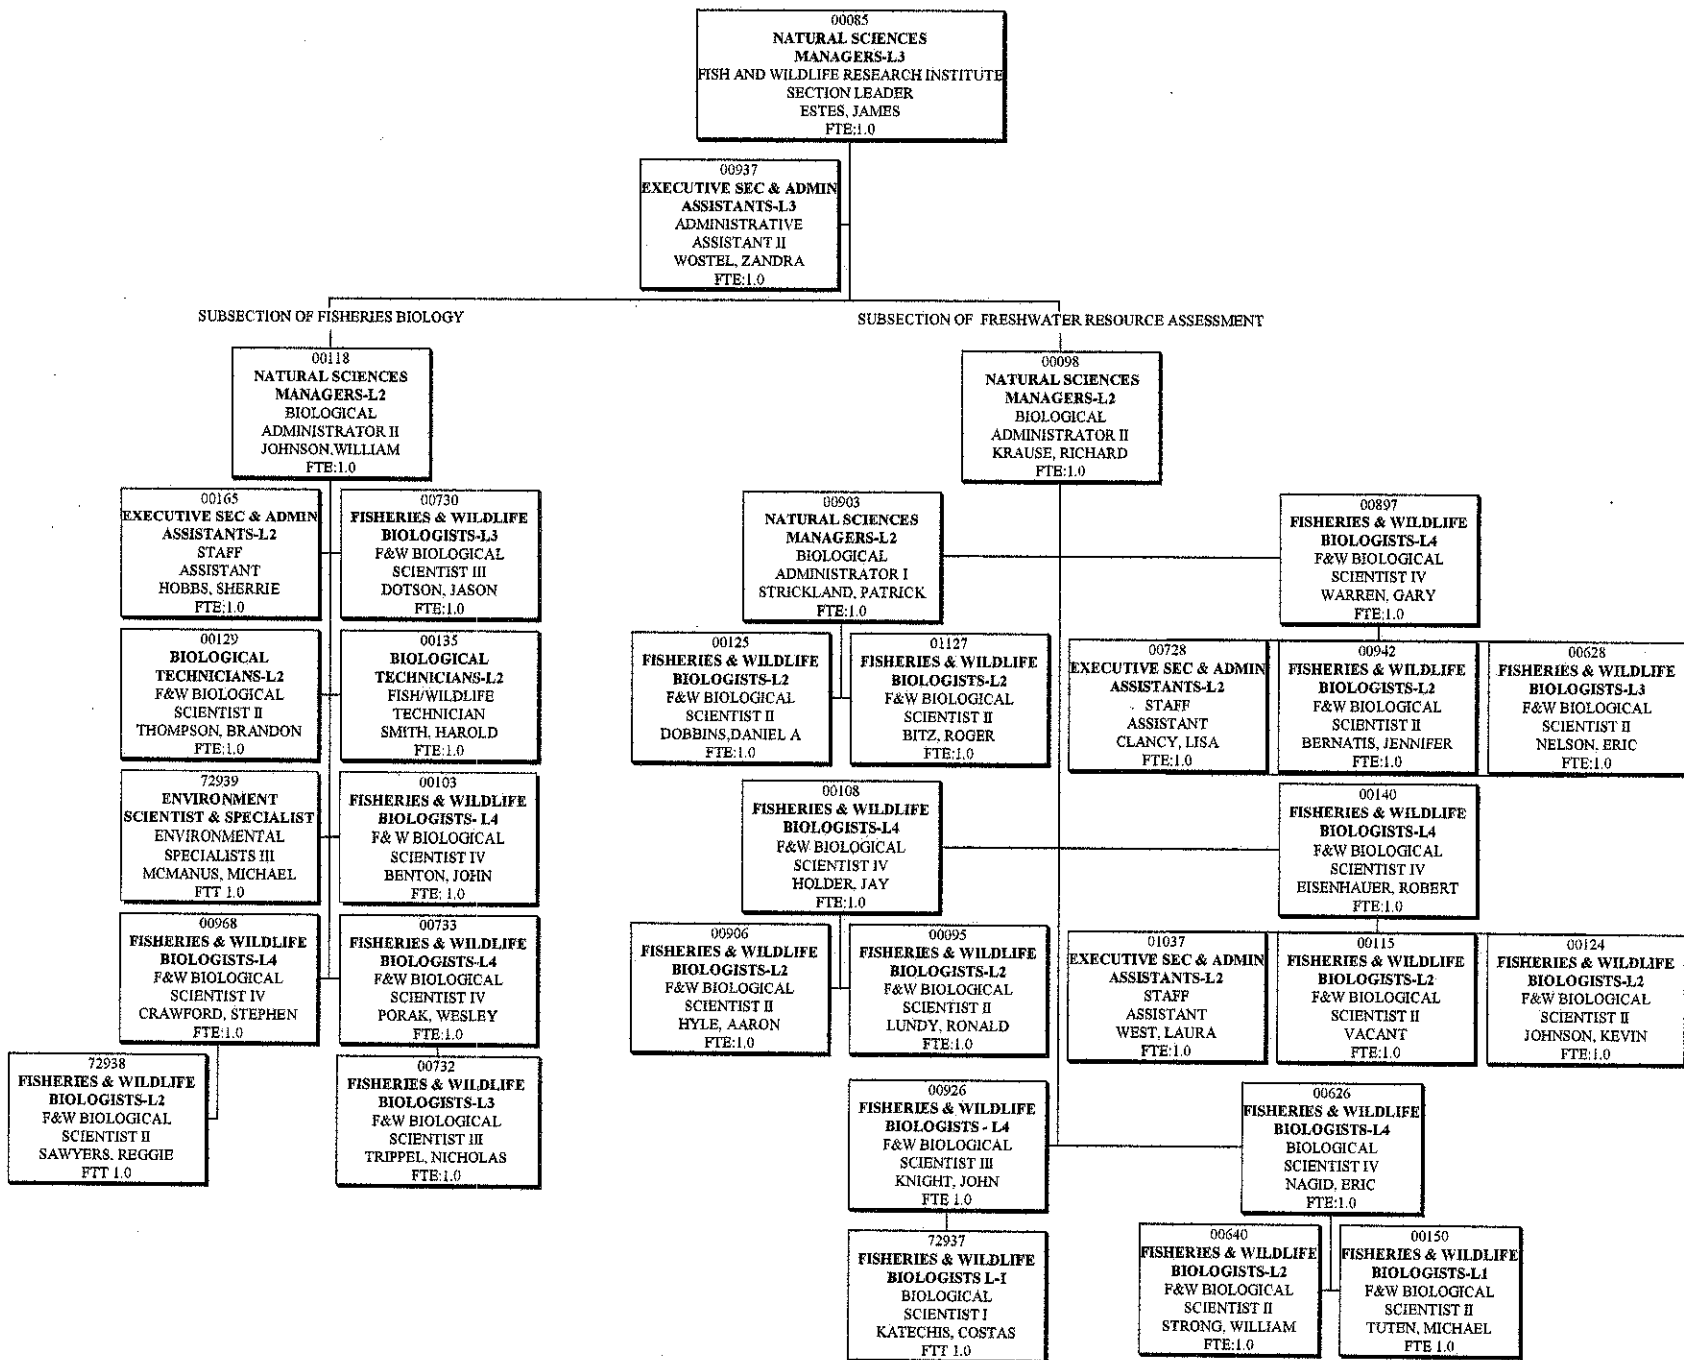 00085
NATURAL SCIENCES
MANAGERS-L3
FISH AND WILDLIFE RESEARCH INSTITUTE
SECTION LEADER
ESTES, JAMES
FTE:1.0
00937
EXECUTIVE SEC & ADMIN
ASSISTANTS-L3
ADMINISTRATIVE
ASSISTANT II
WOSTEL, ZANDRA
FTE:1.0
SUBSECTION OF FISHERIES BIOLOGY
00118
NATURAL SCIENCES
MANAGERS-L2
BIOLOGICAL
ADMINISTRATOR II
JOHNSON,WILLIAM
FTE:1.0
00165
EXECUTIVE SEC & ADMIN
ASSISTANTS-L2
STAFF
ASSISTANT
HOBBS, SHERRIE
FTE:1.0
00730
FISHERIES & WILDLIFE
BIOLOGISTS-L3
F&W BIOLOGICAL
SCIENTIST III
DOTSON, JASON
FTE:1.0
00129
BIOLOGICAL
TECHNICIANS-L2
F&W BIOLOGICAL
SCIENTIST II
THOMPSON, BRANDON
FTE:1.0
00135
BIOLOGICAL
TECHNICIANS-L2
FISH/WILDLIFE
TECHNICIAN
SMITH, HAROLD
FTE:1.0
72939
ENVIRONMENT
SCIENTIST & SPECIALIST
ENVIRONMENTAL
SPECIALISTS III
MCMANUS, MICHAEL
FTT 1.0
00103
FISHERIES & WILDLIFE
BIOLOGISTS- L4
F& W BIOLOGICAL
SCIENTIST IV
BENTON, JOHN
FTE: 1.0
00968
FISHERIES & WILDLIFE
BIOLOGISTS-L4
F&W BIOLOGICAL
SCIENTIST IV
CRAWFORD, STEPHEN
FTE:1.0
00733
FISHERIES & WILDLIFE
BIOLOGISTS-L4
F&W BIOLOGICAL
SCIENTIST IV
PORAK, WESLEY
FTE:1.0
72938
FISHERIES & WILDLIFE
BIOLOGISTS-L2
F&W BIOLOGICAL
SCIENTIST II
SAWYERS, REGGIE
FTT 1.0
00732
FISHERIES & WILDLIFE
BIOLOGISTS-L3
F&W BIOLOGICAL
SCIENTIST III
TRIPPEL, NICHOLAS
FTE:1.0
SUBSECTION OF FRESHWATER RESOURCE ASSESSMENT
00098
NATURAL SCIENCES
MANAGERS-L2
BIOLOGICAL
ADMINISTRATOR II
KRAUSE, RICHARD
FTE:1.0
00903
NATURAL SCIENCES
MANAGERS-L2
BIOLOGICAL
ADMINISTRATOR I
STRICKLAND, PATRICK
FTE:1.0
00897
FISHERIES & WILDLIFE
BIOLOGISTS-L4
F&W BIOLOGICAL
SCIENTIST IV
WARREN, GARY
FTE:1.0
00125
FISHERIES & WILDLIFE
BIOLOGISTS-L2
F&W BIOLOGICAL
SCIENTIST II
DOBBINS,DANIEL A
FTE:1.0
01127
FISHERIES & WILDLIFE
BIOLOGISTS-L2
F&W BIOLOGICAL
SCIENTIST II
BITZ, ROGER
FTE:1.0
00728
EXECUTIVE SEC & ADMIN
ASSISTANTS-L2
STAFF
ASSISTANT
CLANCY, LISA
FTE:1.0
00942
FISHERIES & WILDLIFE
BIOLOGISTS-L2
F&W BIOLOGICAL
SCIENTIST II
BERNATIS, JENNIFER
FTE:1.0
00628
FISHERIES & WILDLIFE
BIOLOGISTS-L3
F&W BIOLOGICAL
SCIENTIST II
NELSON, ERIC
FTE:1.0
00108
FISHERIES & WILDLIFE
BIOLOGISTS-L4
F&W BIOLOGICAL
SCIENTIST IV
HOLDER, JAY
FTE:1.0
00140
FISHERIES & WILDLIFE
BIOLOGISTS-L4
F&W BIOLOGICAL
SCIENTIST IV
EISENHAUER, ROBERT
FTE:1.0
00906
FISHERIES & WILDLIFE
BIOLOGISTS-L2
F&W BIOLOGICAL
SCIENTIST II
HYLE, AARON
FTE:1.0
00095
FISHERIES & WILDLIFE
BIOLOGISTS-L2
F&W BIOLOGICAL
SCIENTIST II
LUNDY, RONALD
FTE:1.0
01037
EXECUTIVE SEC & ADMIN
ASSISTANTS-L2
STAFF
ASSISTANT
WEST, LAURA
FTE:1.0
00115
FISHERIES & WILDLIFE
BIOLOGISTS-L2
F&W BIOLOGICAL
SCIENTIST II
VACANT
FTE:1.0
00124
FISHERIES & WILDLIFE
BIOLOGISTS-L2
F&W BIOLOGICAL
SCIENTIST II
JOHNSON, KEVIN
FTE:1.0
00926
FISHERIES & WILDLIFE
BIOLOGISTS - L4
F&W BIOLOGICAL
SCIENTIST III
KNIGHT, JOHN
FTE 1.0
00626
FISHERIES & WILDLIFE
BIOLOGISTS-L4
BIOLOGICAL
SCIENTIST IV
NAGID, ERIC
FTE:1.0
72937
FISHERIES & WILDLIFE
BIOLOGISTS L-I
BIOLOGICAL
SCIENTIST I
KATECHIS, COSTAS
FTT 1.0
00640
FISHERIES & WILDLIFE
BIOLOGISTS-L2
F&W BIOLOGICAL
SCIENTIST II
STRONG, WILLIAM
FTE:1.0
00150
FISHERIES & WILDLIFE
BIOLOGISTS-L1
F&W BIOLOGICAL
SCIENTIST II
TUTEN, MICHAEL
FTE 1.0